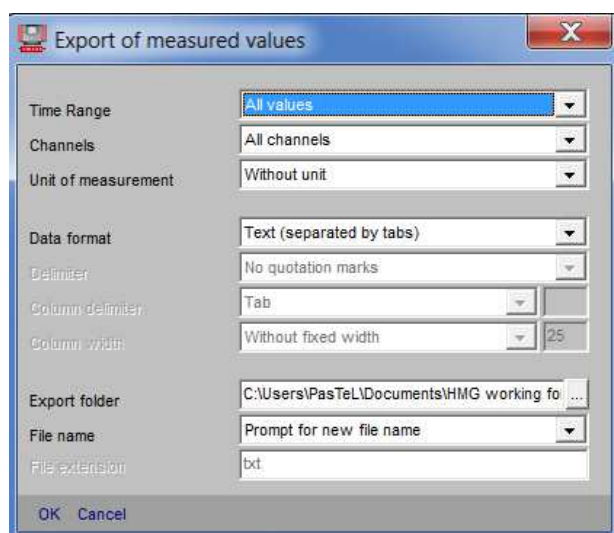 Export of measured values
Time Range All values
Channels All channels
Unit of measurement Without unit
Data format Text (separated by tabs)
Delimiter No quotation marks
Column delimiter Tab
Column width Without fixed width 25
Export folder C:\Users\PasTeL\Documents\HMG working fo ...
File name Prompt for new file name
File extension txt
OK Cancel